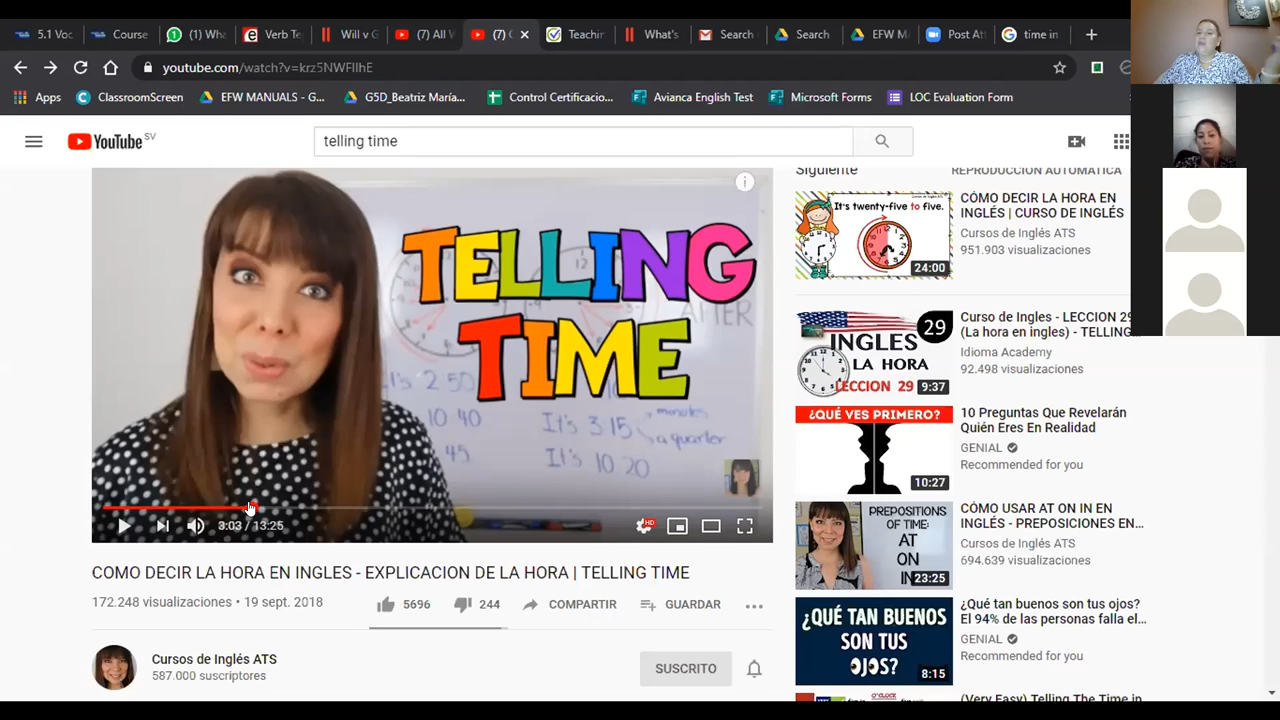 5.1 Voc
Course
(1) Wha
Verb Te
Will v G
(7) All V
(7) C
Teachin
What's
Search
Search
EFW M
Post Att
time in
youtube.com/watch?v=krz5NWFIlhE
Apps
ClassroomScreen
EFW MANUALS - G...
G5D_Beatriz María...
Control Certificacio...
Avianca English Test
Microsoft Forms
LOC Evaluation Form
YouTube SV
telling time
TELLING
TIME
AFTER
It's 2 50
10 40
45
It's 3 15
minutes
a quarter
It's 10 20
3:03 / 13:25
HD
COMO DECIR LA HORA EN INGLES - EXPLICACION DE LA HORA | TELLING TIME
172.248 visualizaciones • 19 sept. 2018
5696
244
COMPARTIR
GUARDAR
Cursos de Inglés ATS
587.000 suscriptores
SUSCRITO
Siguiente
REPRODUCCIÓN AUTOMÁTICA
It's twenty-five to five.
24:00
CÓMO DECIR LA HORA EN
INGLÉS | CURSO DE INGLÉS
Cursos de Inglés ATS
951.903 visualizaciones
INGLES
29
LA HORA
LECCION 29
9:37
Curso de Ingles - LECCION 29
(La hora en ingles) - TELLING...
Idioma Academy
92.498 visualizaciones
¿QUÉ VES PRIMERO?
10:27
10 Preguntas Que Revelarán
Quién Eres En Realidad
GENIAL
Recommended for you
PREPOSITIONS
OF TIME:
AT
ON
IN
23:25
CÓMO USAR AT ON IN EN
INGLÉS - PREPOSICIONES EN...
Cursos de Inglés ATS
694.639 visualizaciones
¿QUÉ TAN BUENOS
SON TUS
OJOS?
8:15
¿Qué tan buenos son tus ojos?
El 94% de las personas falla el...
GENIAL
Recommended for you
O'CLOCK
(Very Easy) Telling The Time in